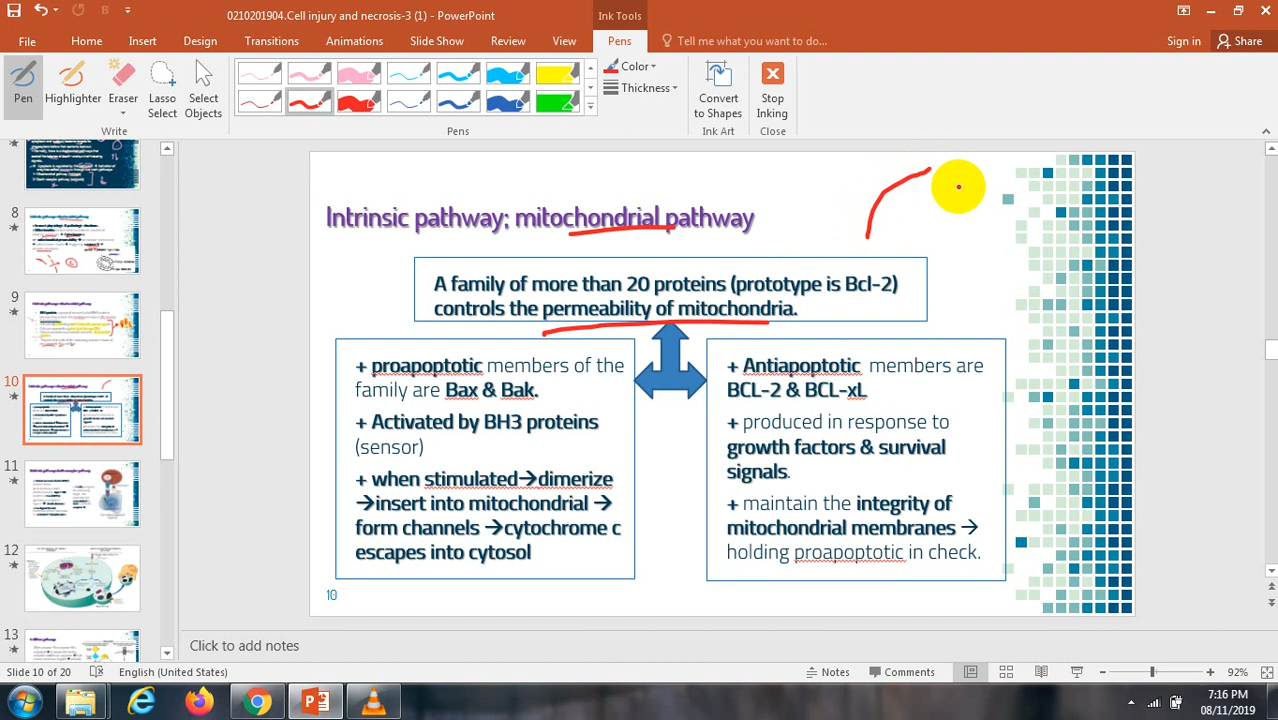 0210201904.Cell injury and necrosis-3 (1) - PowerPoint
Ink Tools
File
Home
Insert
Design
Transitions
Animations
Slide Show
Review
View
Pens
Tell me what you want to do...
Sign in
Share
Pen
Highlighter
Eraser
Lasso Select
Select Objects
Color
Thickness
Convert to Shapes
Stop Inking
Write
Pens
Ink Art
Close
8
9
10
11
12
13
Intrinsic pathway: mitochondrial pathway
A family of more than 20 proteins (prototype is Bcl-2)
controls the permeability of mitochondria.
+ proapoptotic members of the
family are Bax & Bak.
+ Activated by BH3 proteins
(sensor)
+ when stimulated→dimerize
→insert into mitochondrial →
form channels →cytochrome c
escapes into cytosol
+ Antiapoptotic members are
BCL-2 & BCL-xL
+ produced in response to
growth factors & survival
signals.
+ maintain the integrity of
mitochondrial membranes →
holding proapoptotic in check.
10
Click to add notes
Slide 10 of 20
English (United States)
Notes
Comments
92%
7:16 PM
08/11/2019